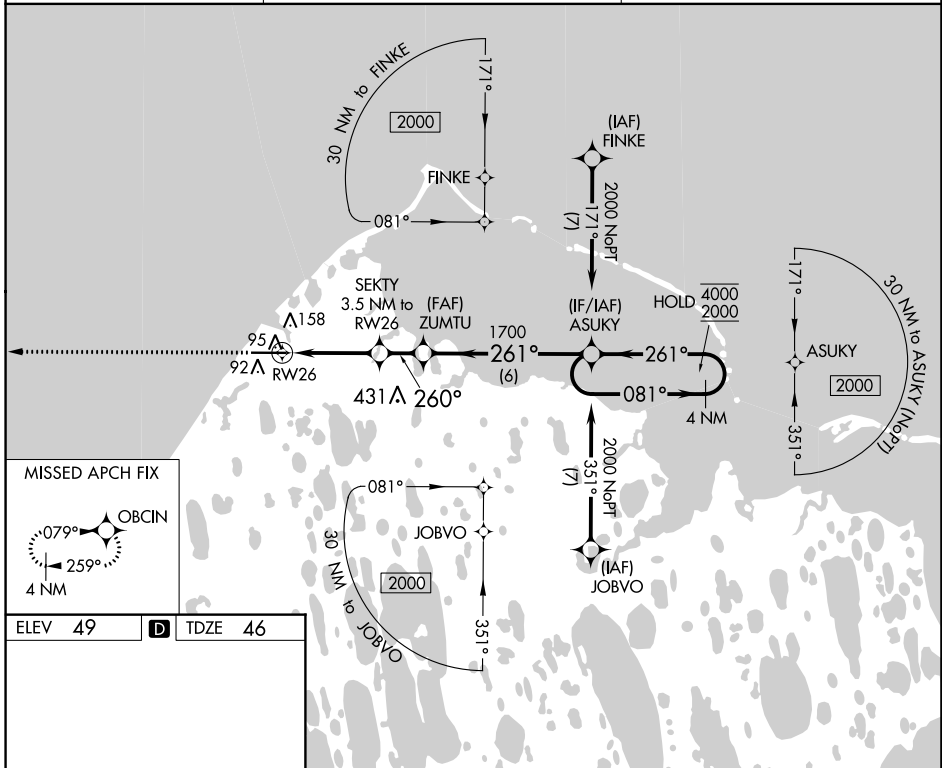 30 NM to FINKE
171°
2000
FINKE
081°
(IAF)
FINKE
2000 NoPT
171°
(7)
SEKTY
3.5 NM to
RW26
(FAF)
ZUMTU
1700
261°
(6)
(IF/IAF)
ASUKY
HOLD
4000
2000
261°
081°
4 NM
171°
30 NM to ASUKY (NoPT)
ASUKY
2000
351°
158
95
92
RW26
431
260°
2000 NoPT
351°
(7)
(IAF)
JOBVO
081°
JOBVO
30 NM to JOBVO
2000
351°
MISSED APCH FIX
OBCIN
079°
259°
4 NM
ELEV 49 D TDZE 46